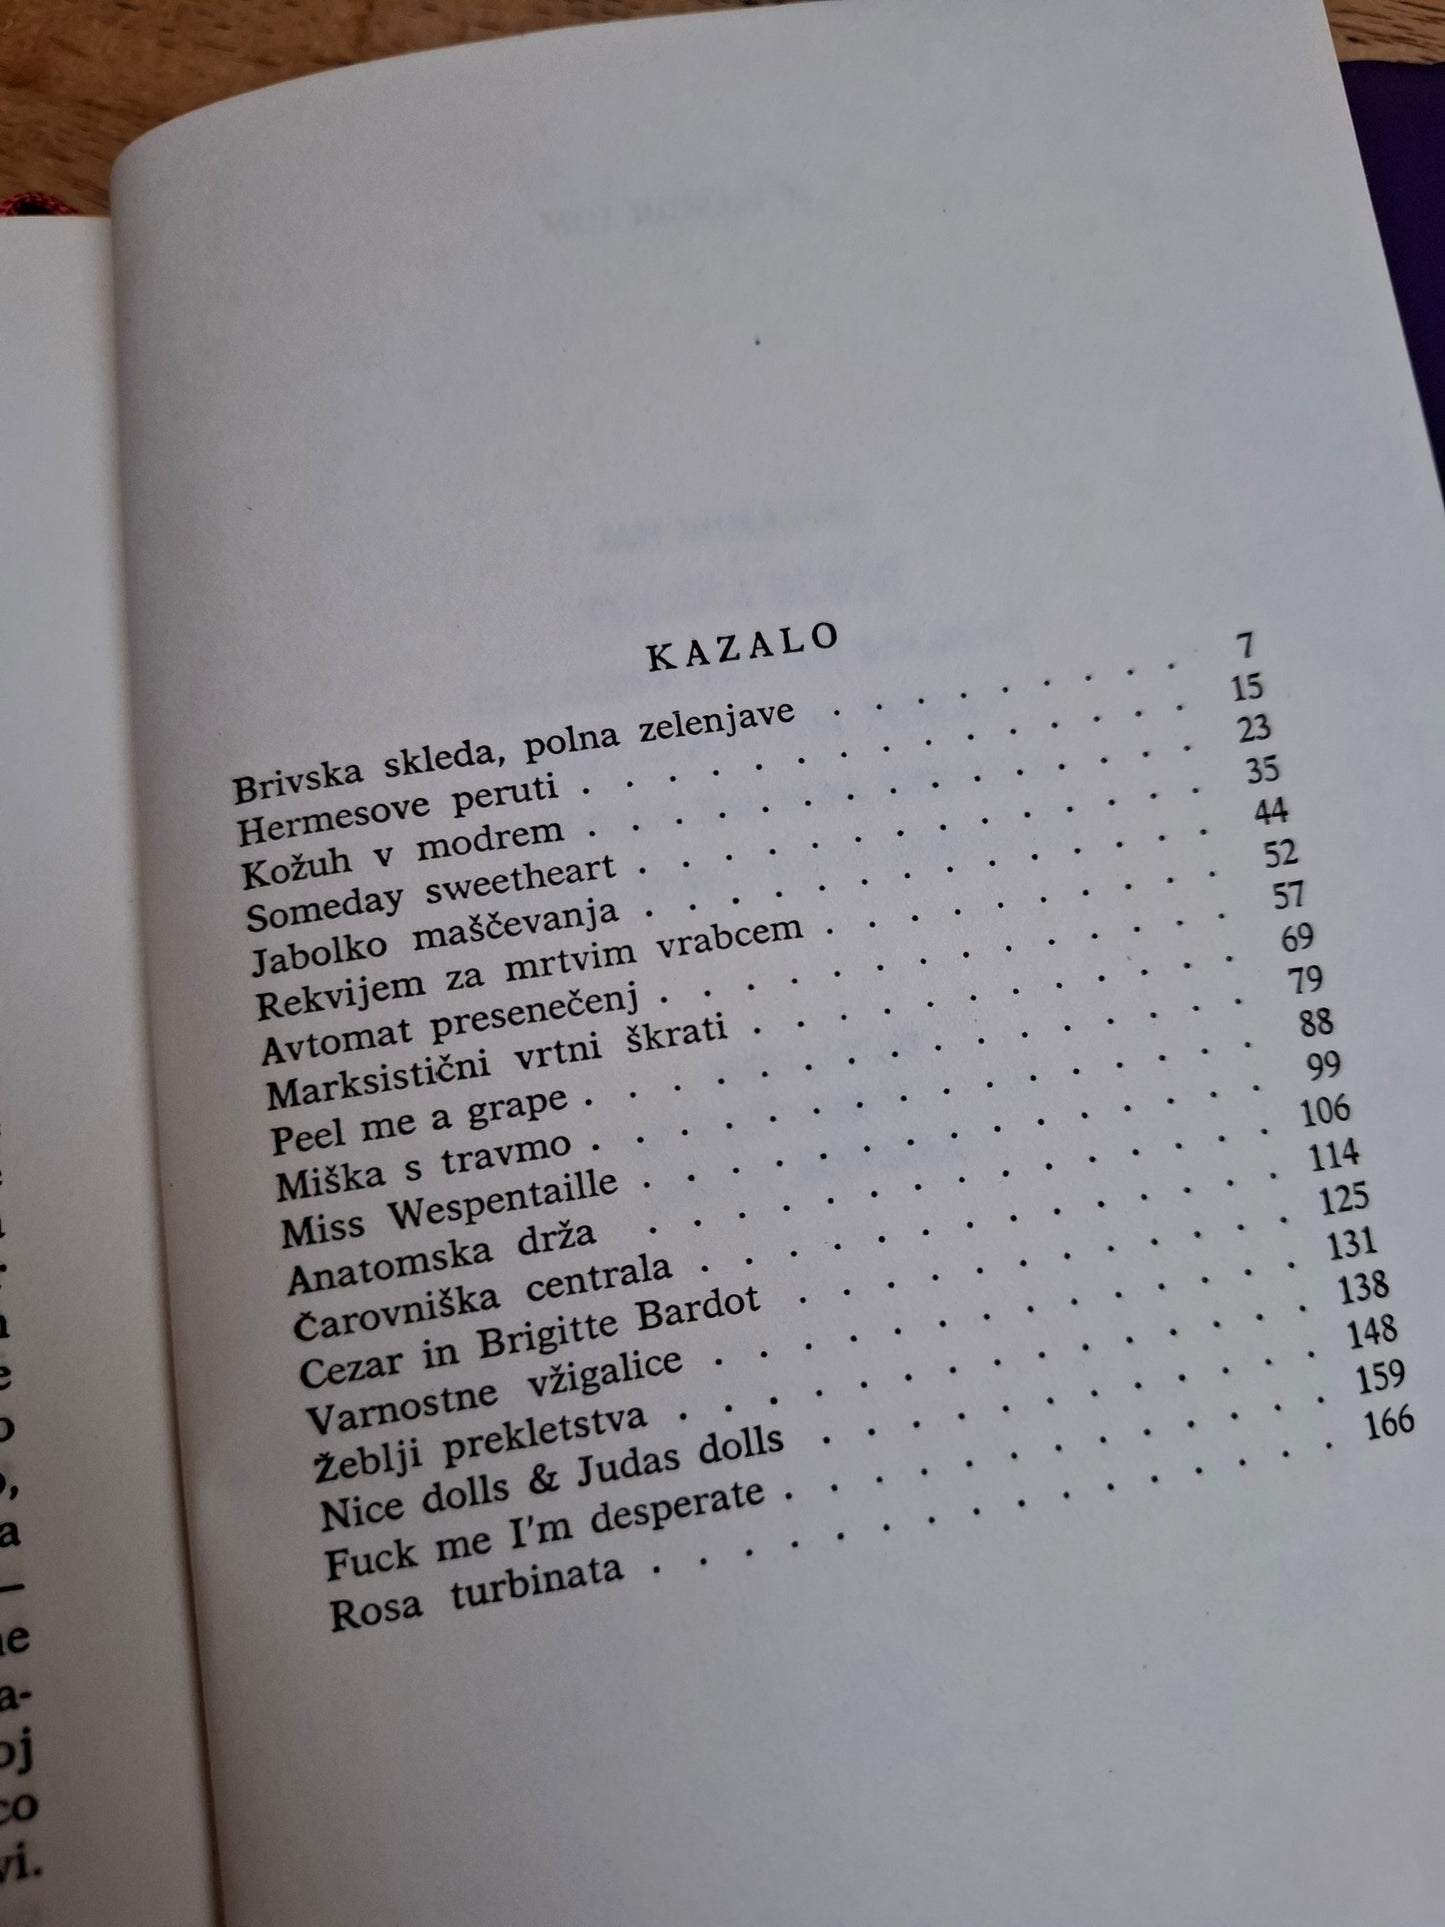 KAZALO
Brivska skleda, polna zelenjave . . . . . . . . . 7
Hermesove peruti . . . . . . . . . . . . . . . 15
Kožuh v modrem . . . . . . . . . . . . . . . 23
Someday sweetheart . . . . . . . . . . . . . . 35
Jabolko maščevanja . . . . . . . . . . . . . . 44
Rekvijem za mrtvim vrabcem . . . . . . . . . . 52
Avtomat presenečenj . . . . . . . . . . . . . . 57
Marksistični vrtni škrati . . . . . . . . . . . . 69
Peel me a grape . . . . . . . . . . . . . . . . 79
Miška s travmo . . . . . . . . . . . . . . . . 88
Miss Wespentaille . . . . . . . . . . . . . . . 99
Anatomska drža . . . . . . . . . . . . . . . 106
Čarovniška centrala . . . . . . . . . . . . . . 114
Cezar in Brigitte Bardot . . . . . . . . . . . . 125
Varnostne vžigalice . . . . . . . . . . . . . . 131
Žeblji prekletstva . . . . . . . . . . . . . . . 138
Nice dolls & Judas dolls . . . . . . . . . . . . 148
Fuck me I'm desperate . . . . . . . . . . . . . 159
Rosa turbinata . . . . . . . . . . . . . . . . 166